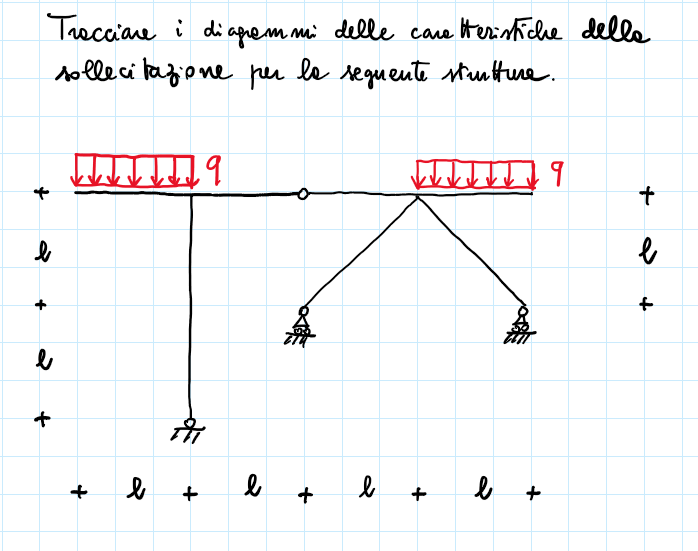 Tracciare i diagrammi delle caratteristiche della
sollecitazione per la seguente struttura.
q
q
+ +
l l
+ +
l
+
+ l + l + l + l +